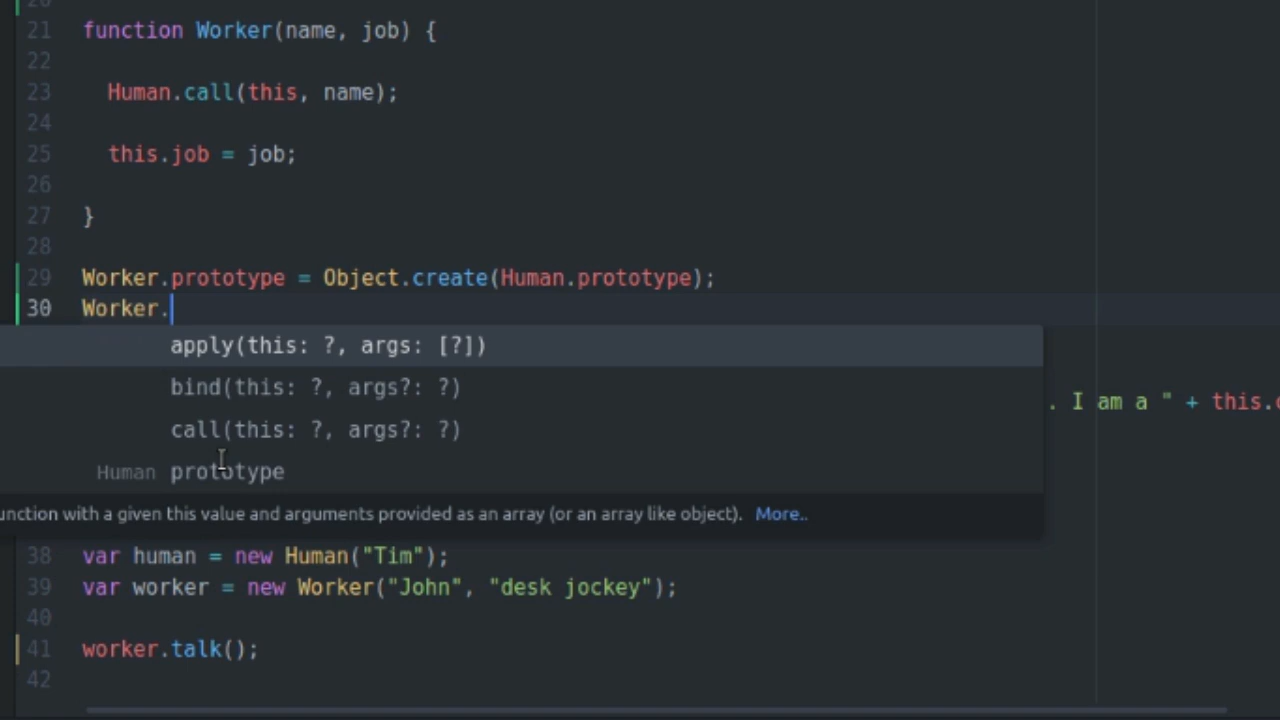 20
21 function Worker(name, job) {
22
23 Human.call(this, name);
24
25 this.job = job;
26
27 }
28
29 Worker.prototype = Object.create(Human.prototype);
30 Worker.
apply(this: ?, args: [?])
bind(this: ?, args?: ?)
. I am a " + this.
call(this: ?, args?: ?)
Human prototype
unction with a given this value and arguments provided as an array (or an array like object). More..
38 var human = new Human("Tim");
39 var worker = new Worker("John", "desk jockey");
40
41 worker.talk();
42